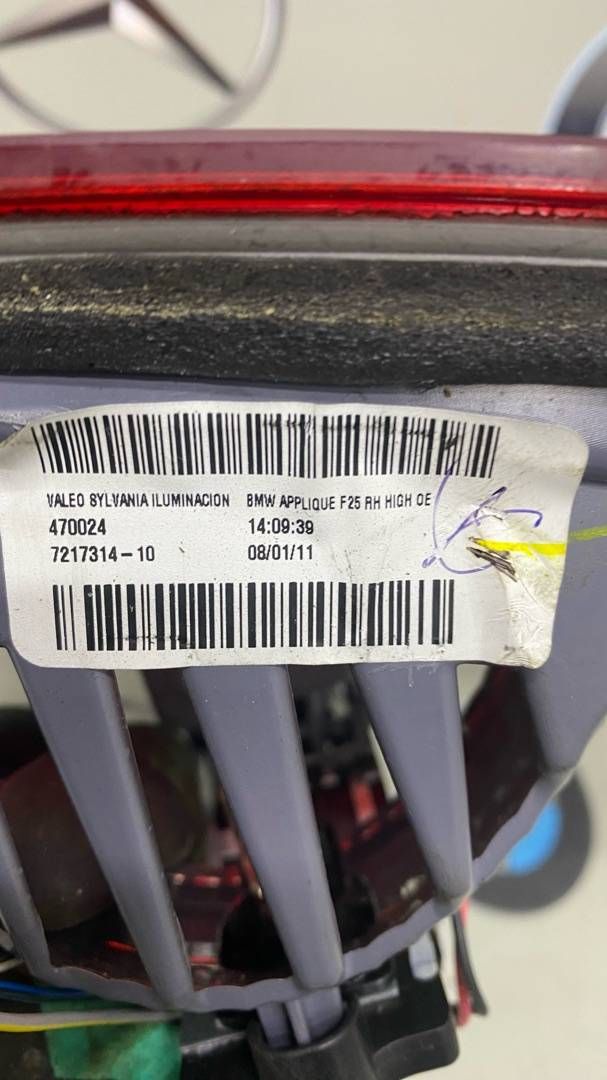 VALEO SYLVANIA ILUMINACION BMW APPLIQUE F25 RH HIGH OE
470024 14:09:39
7217314-10 08/01/11